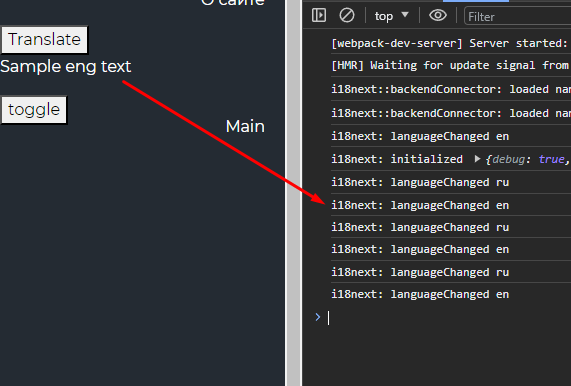 О сайте
Translate
Sample eng text
toggle
Main
top
Filter
[webpack-dev-server] Server started:
[HMR] Waiting for update signal from
i18next::backendConnector: loaded
i18next::backendConnector: loaded
i18next: languageChanged en
i18next: initialized {debug: true,
i18next: languageChanged ru
i18next: languageChanged en
i18next: languageChanged ru
i18next: languageChanged en
i18next: languageChanged ru
i18next: languageChanged en